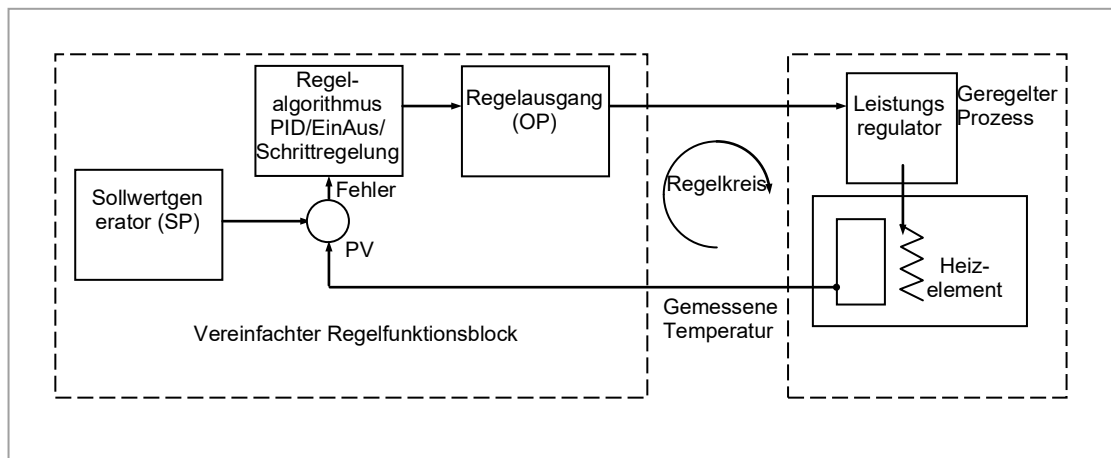 Regel-
algorithmus
PID/EinAus/
Schrittregelung
Regelausgang
(OP)
Leistungs
regulator
Geregelter
Prozess
Sollwertgen
erator (SP)
Fehler
PV
Regelkreis
Heiz-
element
Gemessene
Temperatur
Vereinfachter Regelfunktionsblock